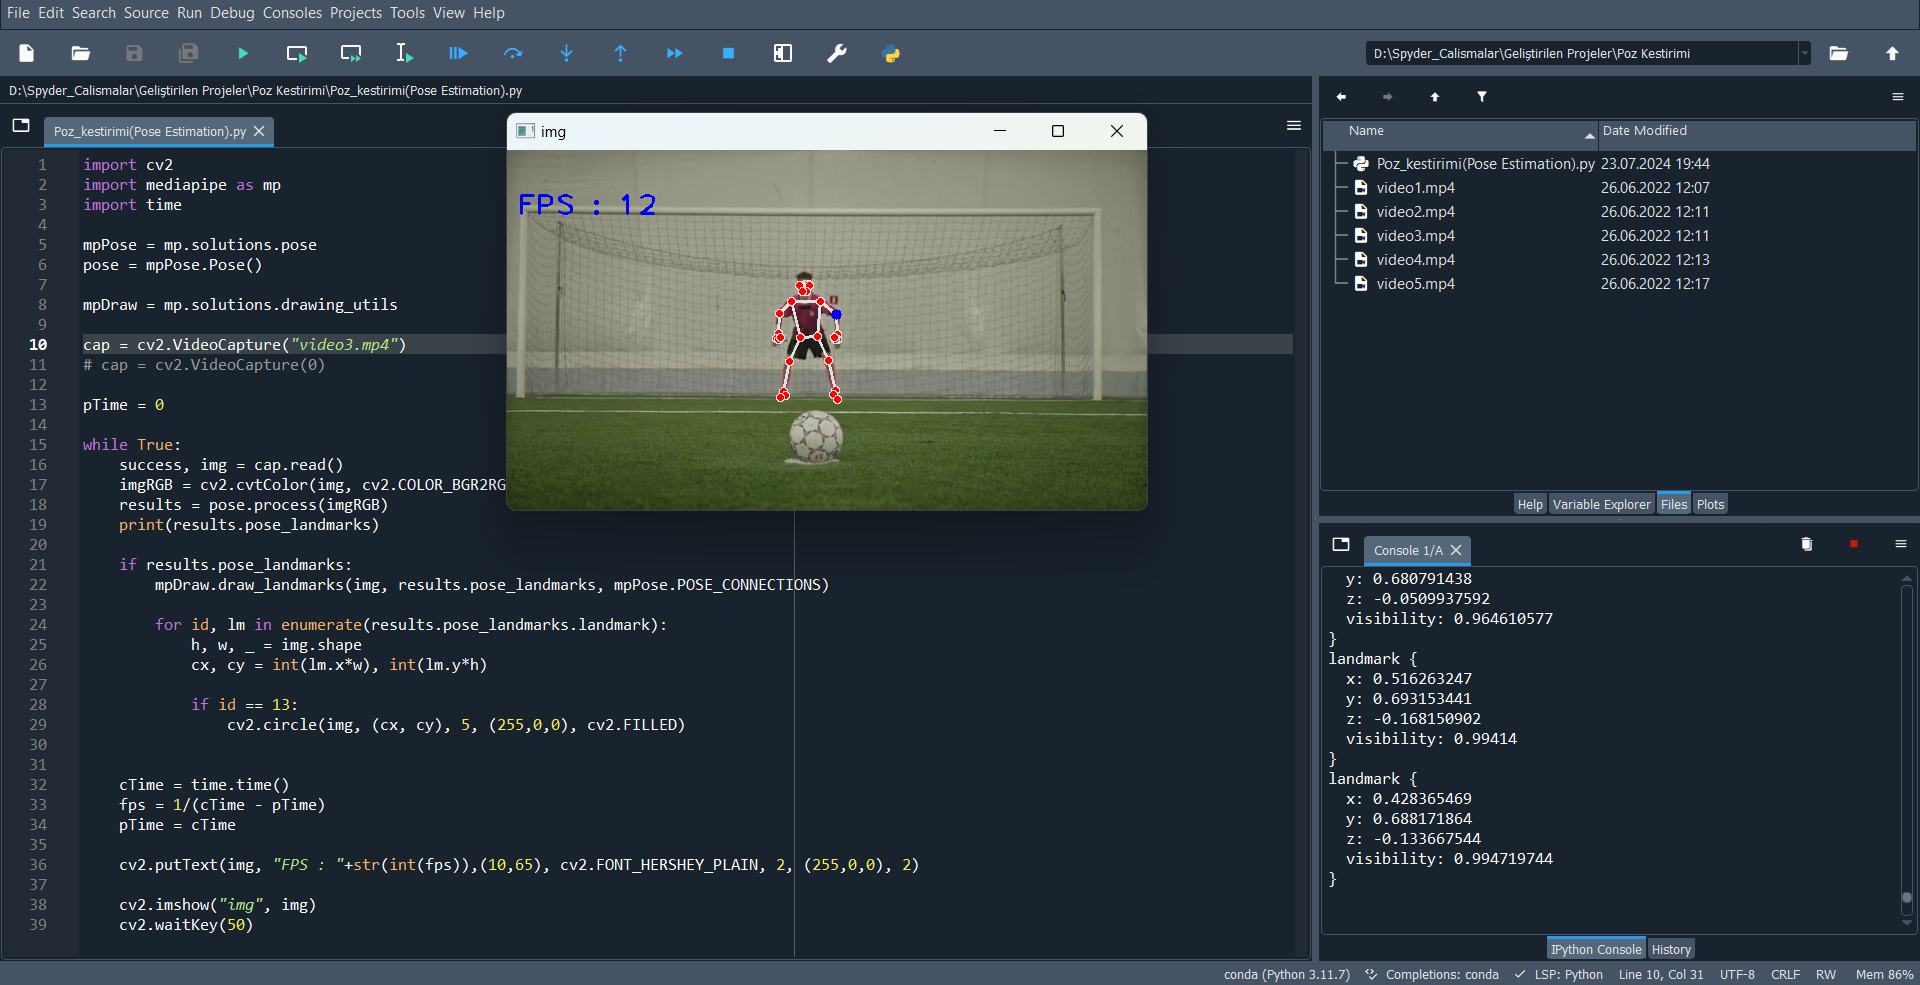 File Edit Search Source Run Debug Consoles Projects Tools View Help
D:\Spyder_Calismalar\Geliştirilen Projeler\Poz Kestirimi
D:\Spyder_Calismalar\Geliştirilen Projeler\Poz Kestirimi\Poz_kestirimi(Pose Estimation).py
Poz_kestirimi(Pose Estimation).py
1 import cv2
2 import mediapipe as mp
3 import time
4
5 mpPose = mp.solutions.pose
6 pose = mpPose.Pose()
7
8 mpDraw = mp.solutions.drawing_utils
9
10 cap = cv2.VideoCapture("video3.mp4")
11 # cap = cv2.VideoCapture(0)
12
13 pTime = 0
14
15 while True:
16 success, img = cap.read()
17 imgRGB = cv2.cvtColor(img, cv2.COLOR_BGR2RG
18 results = pose.process(imgRGB)
19 print(results.pose_landmarks)
20
21 if results.pose_landmarks:
22 mpDraw.draw_landmarks(img, results.pose_landmarks, mpPose.POSE_CONNECTIONS)
23
24 for id, lm in enumerate(results.pose_landmarks.landmark):
25 h, w, _ = img.shape
26 cx, cy = int(lm.x*w), int(lm.y*h)
27
28 if id == 13:
29 cv2.circle(img, (cx, cy), 5, (255,0,0), cv2.FILLED)
30
31
32 cTime = time.time()
33 fps = 1/(cTime - pTime)
34 pTime = cTime
35
36 cv2.putText(img, "FPS : "+str(int(fps)),(10,65), cv2.FONT_HERSHEY_PLAIN, 2, (255,0,0), 2)
37
38 cv2.imshow("img", img)
39 cv2.waitKey(50)
img
FPS : 12
Name Date Modified
Poz_kestirimi(Pose Estimation).py 23.07.2024 19:44
video1.mp4 26.06.2022 12:07
video2.mp4 26.06.2022 12:11
video3.mp4 26.06.2022 12:11
video4.mp4 26.06.2022 12:13
video5.mp4 26.06.2022 12:17
Help Variable Explorer Files Plots
Console 1/A
y: 0.680791438
z: -0.0509937592
visibility: 0.964610577
}
landmark {
x: 0.516263247
y: 0.693153441
z: -0.168150902
visibility: 0.99414
}
landmark {
x: 0.428365469
y: 0.688171864
z: -0.133667544
visibility: 0.994719744
}
IPython Console History
conda (Python 3.11.7) Completions: conda LSP: Python Line 10, Col 31 UTF-8 CRLF RW Mem 86%